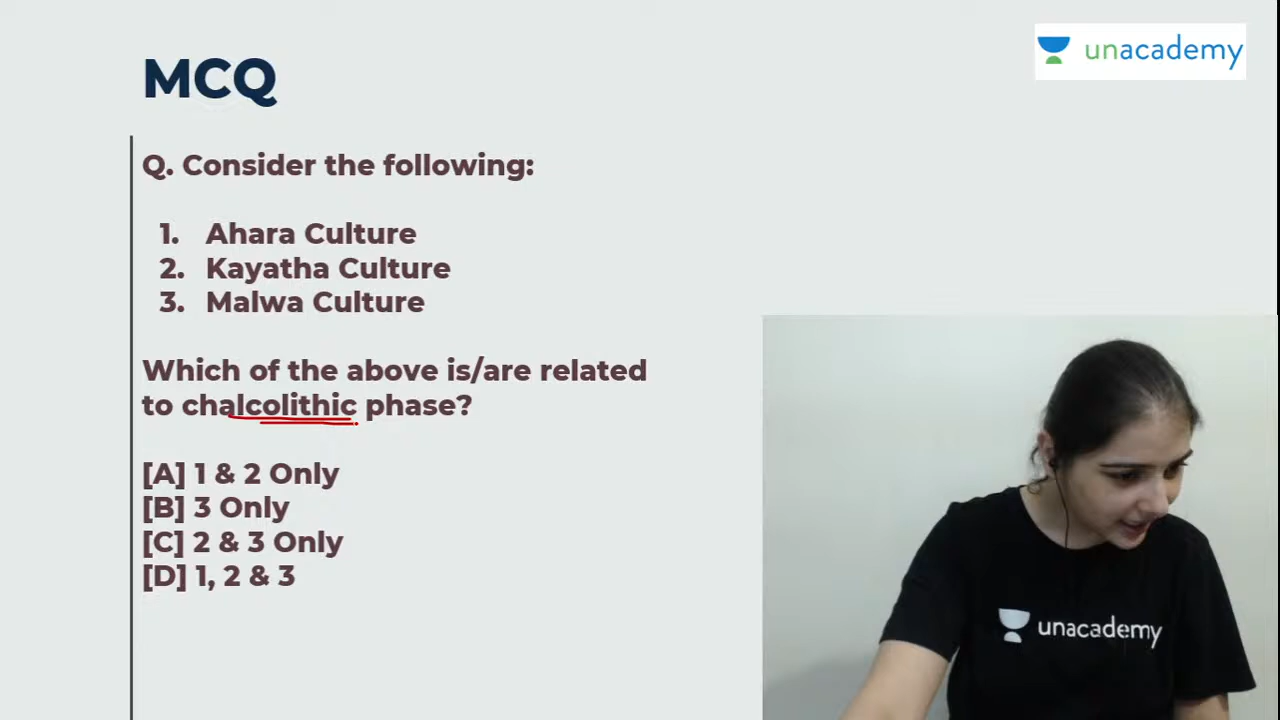 unacademy
MCQ
Q. Consider the following:
1. Ahara Culture
2. Kayatha Culture
3. Malwa Culture
Which of the above is/are related
to chalcolithic phase?
[A] 1 & 2 Only
[B] 3 Only
[C] 2 & 3 Only
[D] 1, 2 & 3
unacademy